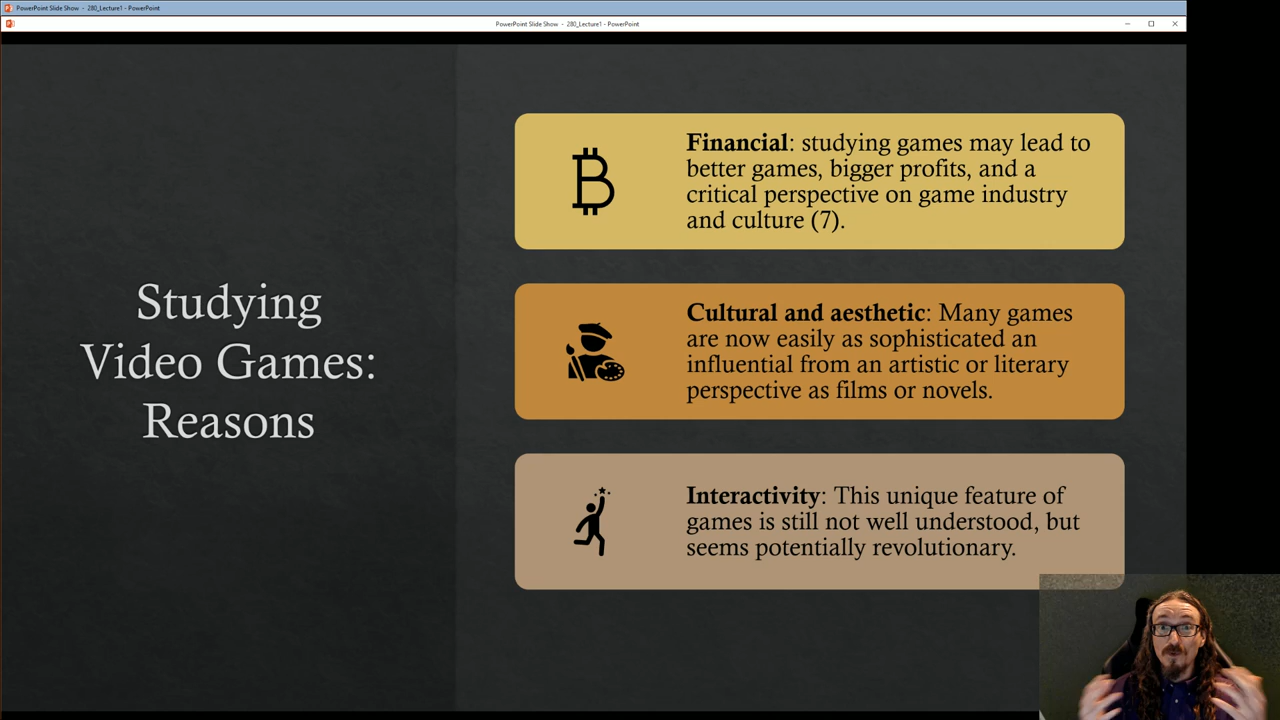 PowerPoint Slide Show - 280_Lecture1 - PowerPoint
PowerPoint Slide Show - 280_Lecture1 - PowerPoint
Studying
Video Games:
Reasons
Financial: studying games may lead to
better games, bigger profits, and a
critical perspective on game industry
and culture (7).
Cultural and aesthetic: Many games
are now easily as sophisticated an
influential from an artistic or literary
perspective as films or novels.
Interactivity: This unique feature of
games is still not well understood, but
seems potentially revolutionary.